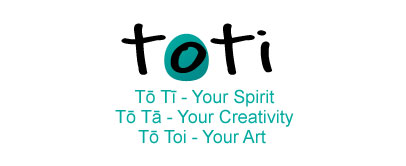 toti
Tō Tī - Your Spirit
Tō Tā - Your Creativity
Tō Toi - Your Art